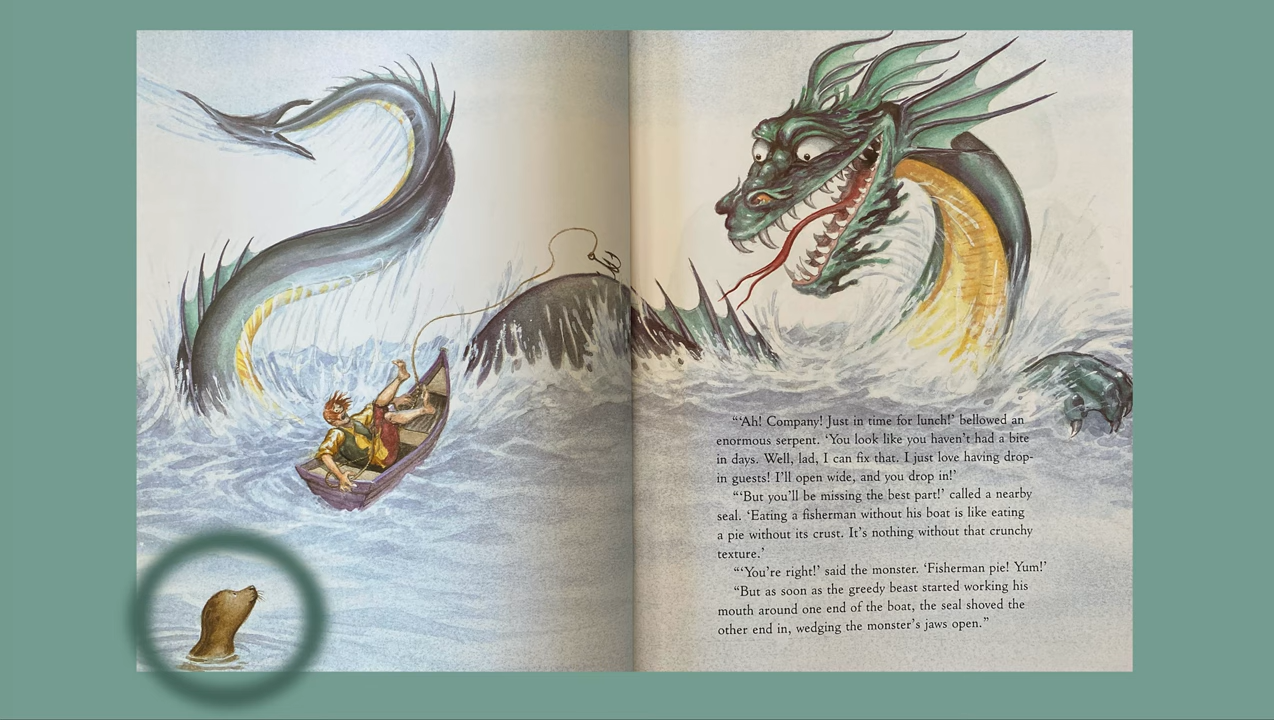 “‘Ah! Company! Just in time for lunch!’ bellowed an
enormous serpent. ‘You look like you haven’t had a bite
in days. Well, lad, I can fix that. I just love having drop-
in guests! I’ll open wide, and you drop in!’
“‘But you’ll be missing the best part!’ called a nearby
seal. ‘Eating a fisherman without his boat is like eating
a pie without its crust. It’s nothing without that crunchy
texture.’
“‘You’re right!’ said the monster. ‘Fisherman pie! Yum!’
“But as soon as the greedy beast started working his
mouth around one end of the boat, the seal shoved the
other end in, wedging the monster’s jaws open.”